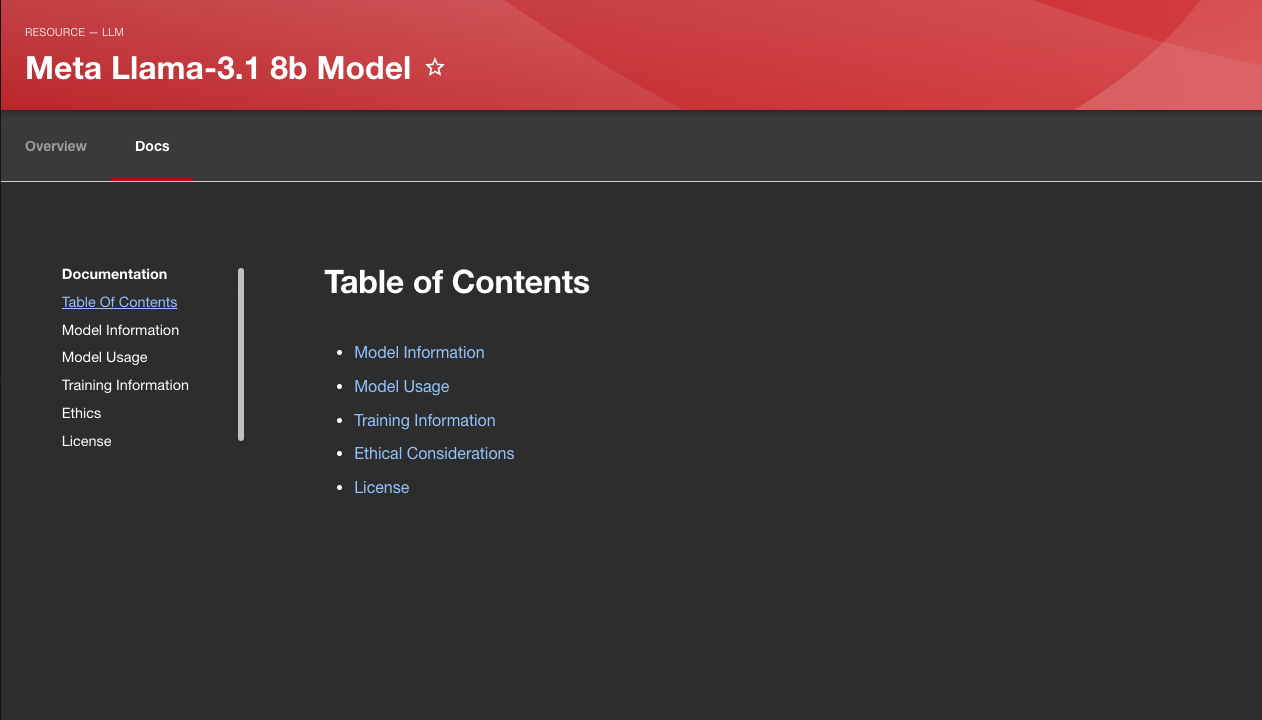 RESOURCE — LLM
Meta Llama-3.1 8b Model
Overview
Docs
Documentation
Table Of Contents
Model Information
Model Usage
Training Information
Ethics
License
Table of Contents
Model Information
Model Usage
Training Information
Ethical Considerations
License